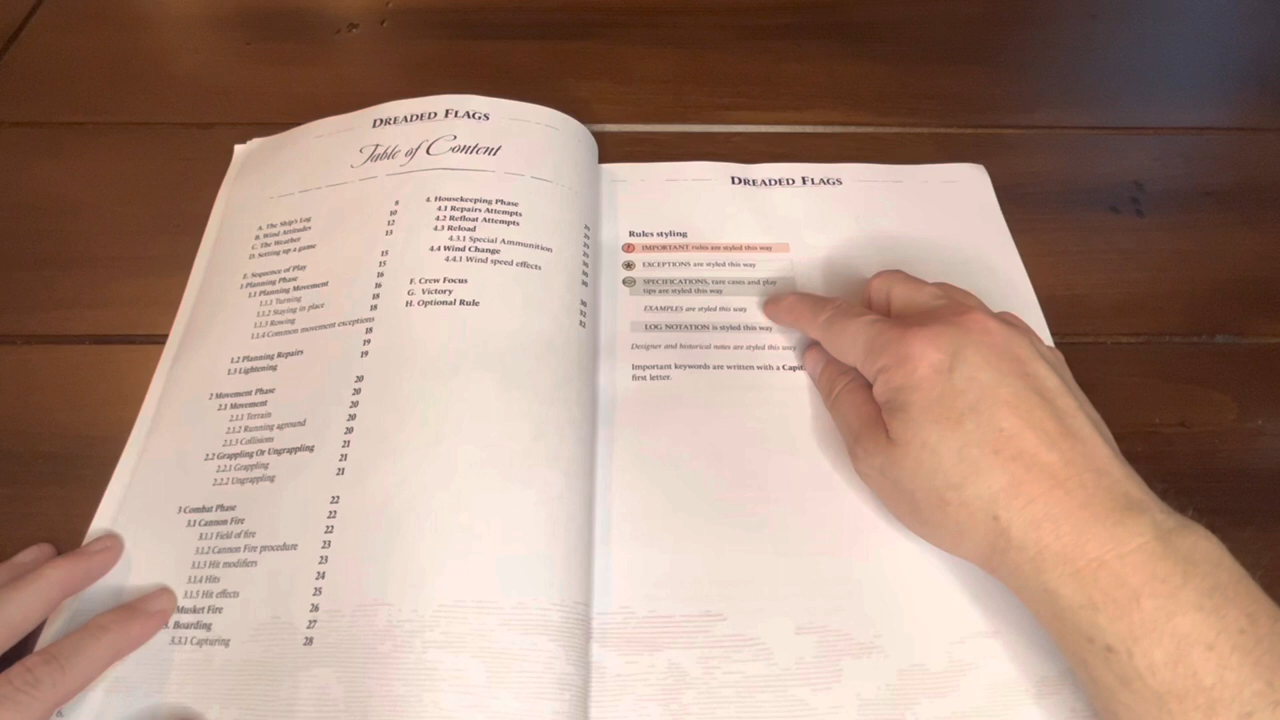 DREADED FLAGS
Table of Content
A. The Ship's Log 8
B. Wind Attitudes 10
C. The Weather 12
D. Setting up a game 13
E. Sequence of Play 15
1 Planning Phase 15
1.1 Planning Movement 16
1.1.1 Turning 16
1.1.2 Staying in place 18
1.1.3 Rowing 18
1.1.4 Common movement exceptions 18
1.2 Planning Repairs 19
1.3 Lightening 19
2 Movement Phase 20
2.1 Movement 20
2.1.1 Terrain 20
2.1.2 Running aground 20
2.1.3 Collisions 20
2.2 Grappling Or Ungrappling 21
2.2.1 Grappling 21
2.2.2 Ungrappling 21
3 Combat Phase 22
3.1 Cannon Fire 22
3.1.1 Field of fire 22
3.1.2 Cannon Fire procedure 23
3.1.3 Hit modifiers 23
3.1.4 Hits 24
3.1.5 Hit effects 25
Musket Fire 26
Boarding 27
3.3.1 Capturing 28
4. Housekeeping Phase
4.1 Repairs Attempts
4.2 Refloat Attempts
4.3 Reload
4.3.1 Special Ammunition
4.4 Wind Change
4.4.1 Wind speed effects
F. Crew Focus
G. Victory
H. Optional Rule
DREADED FLAGS
Rules styling
! IMPORTANT rules are styled this way
EXCEPTIONS are styled this way
SPECIFICATIONS, rare cases and play
tips are styled this way
EXAMPLES are styled this way
LOG NOTATION is styled this way
Designer and historical notes are styled this way
Important keywords are written with a Capit
first letter.